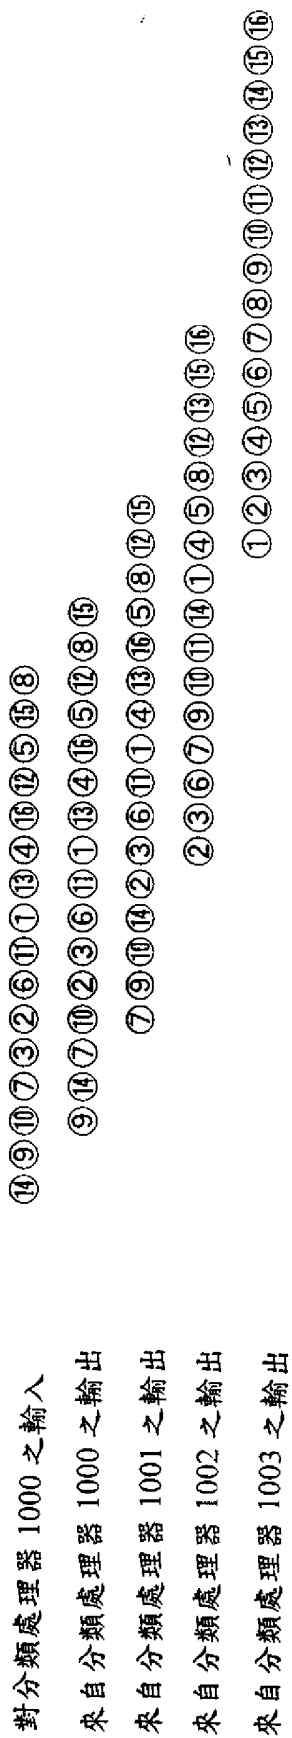 對分類處理器 1000 之輸入 ⑭⑨⑩⑦③②⑥⑪①⑬④⑯⑫⑤⑮⑧
來自分類處理器 1000 之輸出 ⑨⑭⑦⑩②③⑥⑪①⑬④⑯⑤⑫⑧⑮
來自分類處理器 1001 之輸出 ⑦⑨⑩⑭②③⑥⑪①④⑬⑯⑤⑧⑫⑮
來自分類處理器 1002 之輸出 ②③⑥⑦⑨⑩⑪⑭①④⑤⑧⑫⑬⑮⑯
來自分類處理器 1003 之輸出 ①②③④⑤⑥⑦⑧⑨⑩⑪⑫⑬⑭⑮⑯